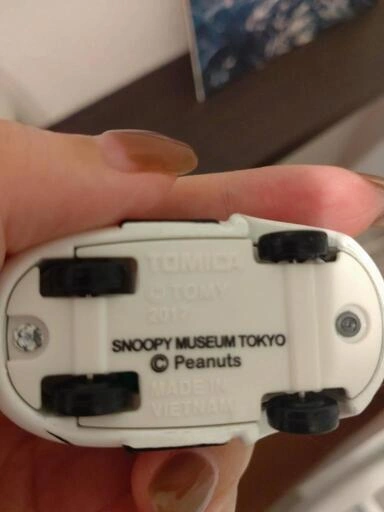 TOMICA
© TOMY
2017
SNOOPY MUSEUM TOKYO
© Peanuts
MADE IN
VIETNAM